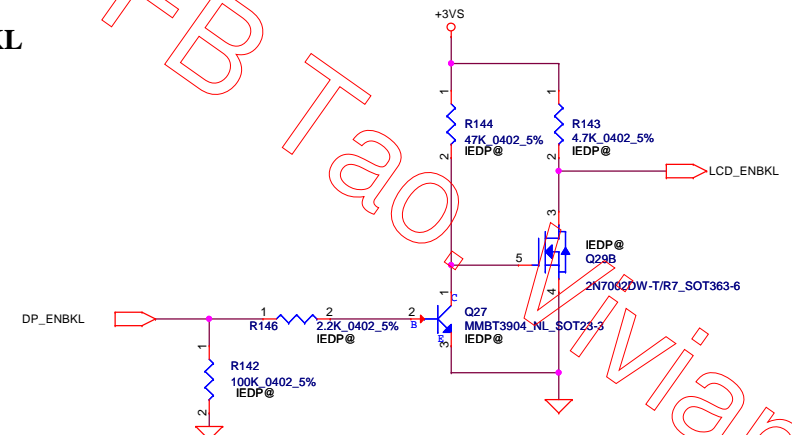 +3VS
KL
FB Tao. Vivian
1
1
R144
47K_0402_5%
IEDP@
R143
4.7K_0402_5%
IEDP@
2
2
LCD_ENBKL
3
IEDP@
Q29B
5
2N7002DW-T/R7_SOT363-6
4
1
C
Q27
MMBT3904_NL_SOT23-3
IEDP@
2
B
E
3
DP_ENBKL
1
R146
2
2.2K_0402_5%
IEDP@
1
R142
100K_0402_5%
IEDP@
2